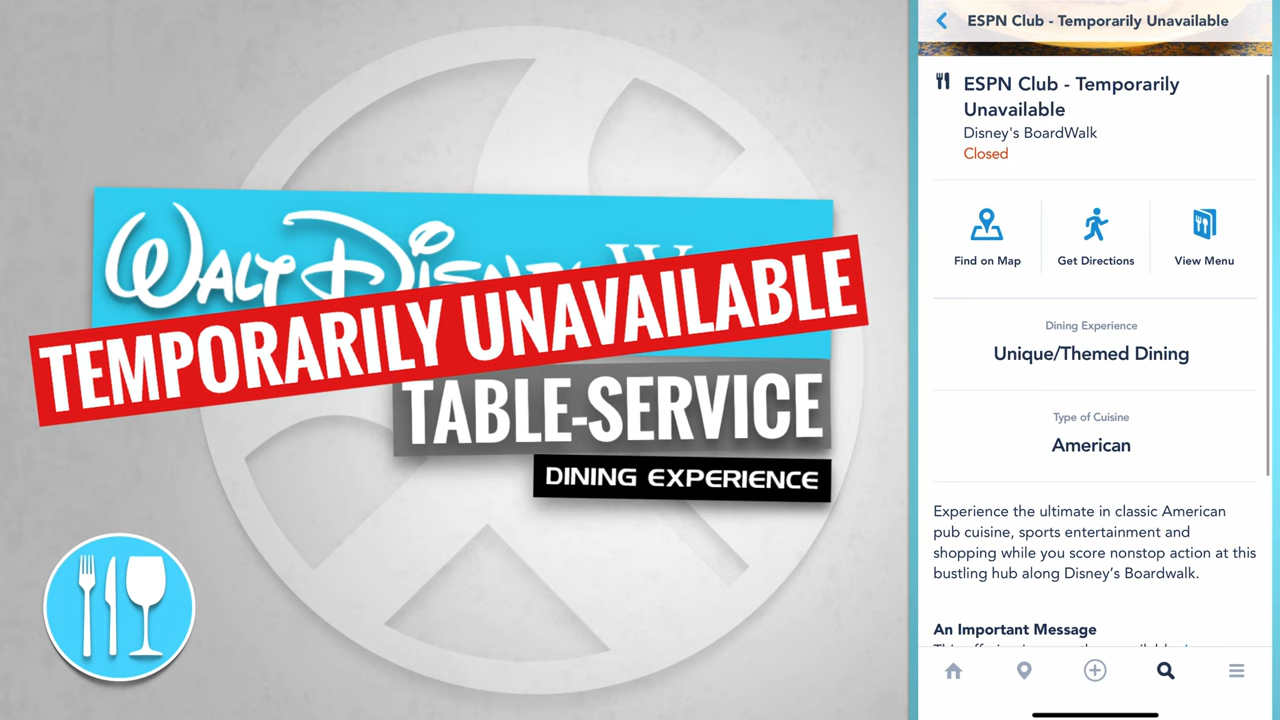 WALT DISNEY W
TEMPORARILY UNAVAILABLE
TABLE-SERVICE
DINING EXPERIENCE
ESPN Club - Temporarily Unavailable
ESPN Club - Temporarily
Unavailable
Disney's BoardWalk
Closed
Find on Map
Get Directions
View Menu
Dining Experience
Unique/Themed Dining
Type of Cuisine
American
Experience the ultimate in classic American
pub cuisine, sports entertainment and
shopping while you score nonstop action at this
bustling hub along Disney’s Boardwalk.
An Important Message